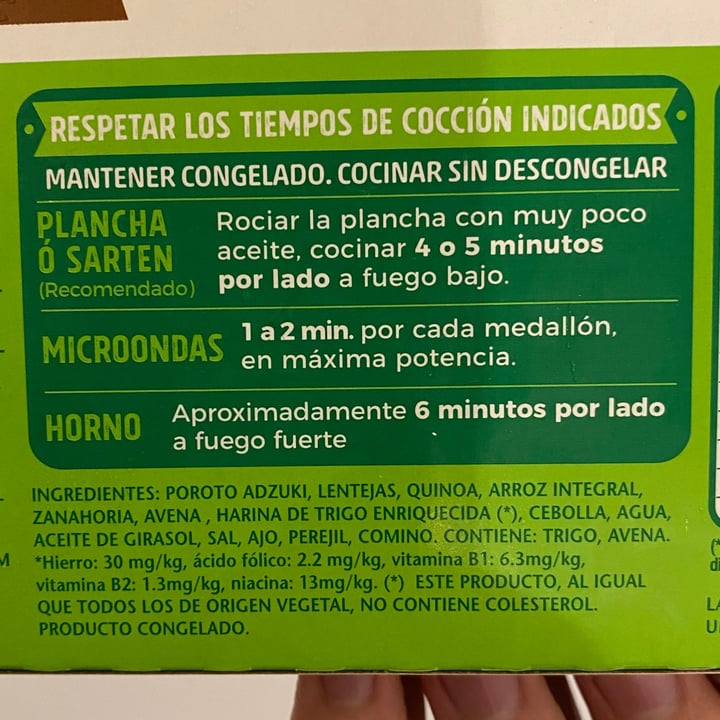 RESPETAR LOS TIEMPOS DE COCCIÓN INDICADOS
MANTENER CONGELADO. COCINAR SIN DESCONGELAR
PLANCHA
Ó SARTEN
(Recomendado)
Rociar la plancha con muy poco
aceite, cocinar 4 o 5 minutos
por lado a fuego bajo.
MICROONDAS
1 a 2 min. por cada medallón,
en máxima potencia.
HORNO
Aproximadamente 6 minutos por lado
a fuego fuerte
INGREDIENTES: POROTO ADZUKI, LENTEJAS, QUINOA, ARROZ INTEGRAL,
ZANAHORIA, AVENA , HARINA DE TRIGO ENRIQUECIDA (*), CEBOLLA, AGUA,
ACEITE DE GIRASOL, SAL, AJO, PEREJIL, COMINO. CONTIENE: TRIGO, AVENA.
*Hierro: 30 mg/kg, ácido fólico: 2.2 mg/kg, vitamina B1: 6.3mg/kg,
vitamina B2: 1.3mg/kg, niacina: 13mg/kg. (*) ESTE PRODUCTO, AL IGUAL
QUE TODOS LOS DE ORIGEN VEGETAL, NO CONTIENE COLESTEROL.
PRODUCTO CONGELADO.